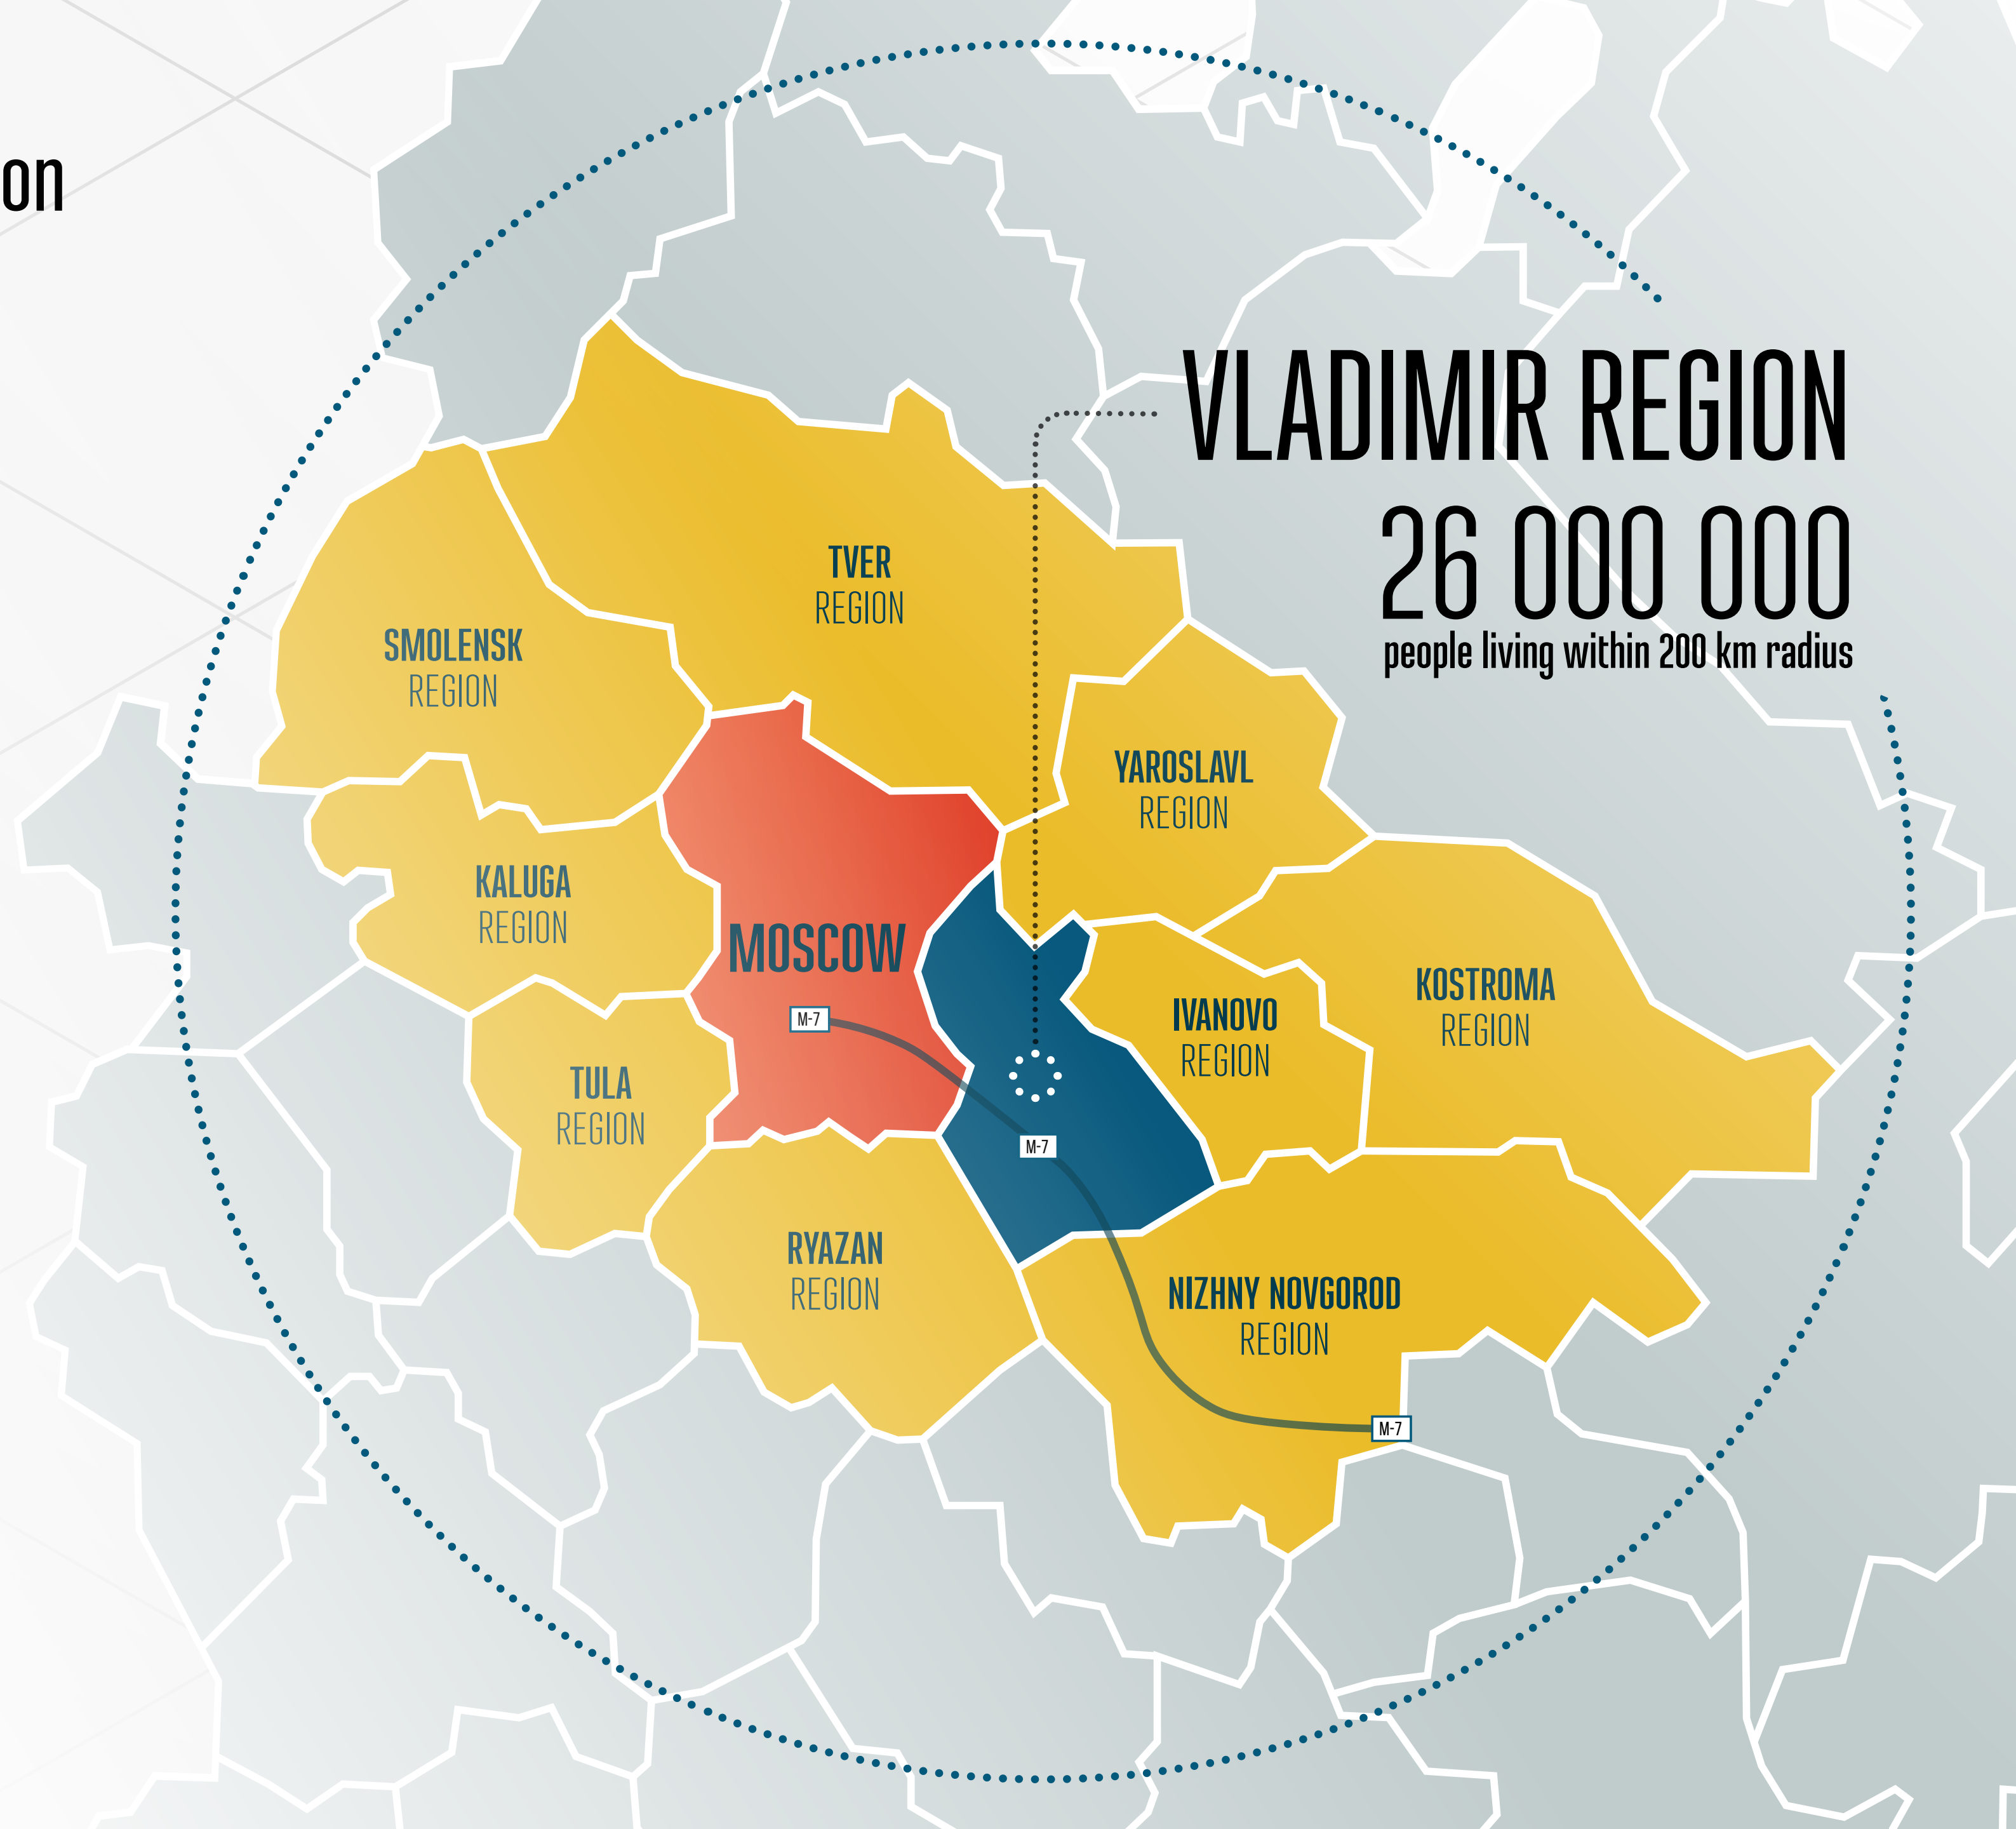 on
VLADIMIR REGION
26 000 000
people living within 200 km radius
TVER
REGION
SMOLENSK
REGION
YAROSLAVL
REGION
KALUGA
REGION
MOSCOW
M-7
KOSTROMA
REGION
IVANOVO
REGION
TULA
REGION
M-7
RYAZAN
REGION
NIZHNY NOVGOROD
REGION
M-7